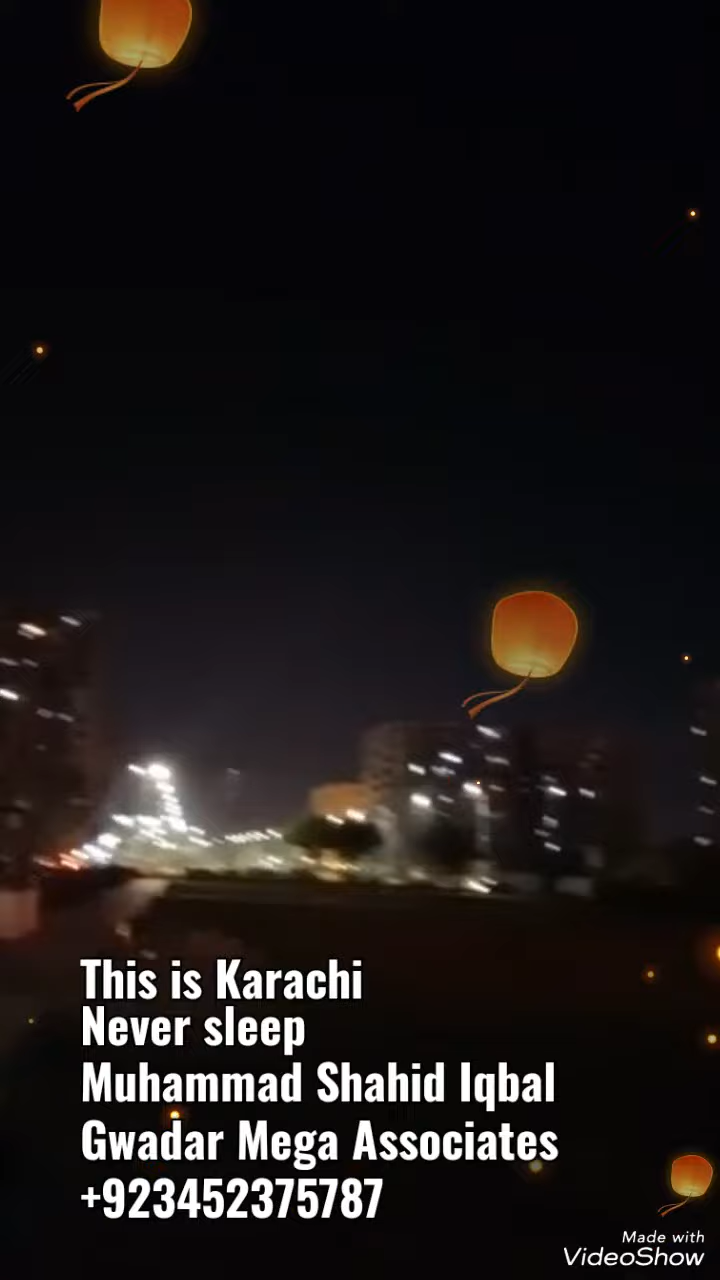 This is Karachi
Never sleep
Muhammad Shahid Iqbal
Gwadar Mega Associates
+923452375787
Made with
VideoShow